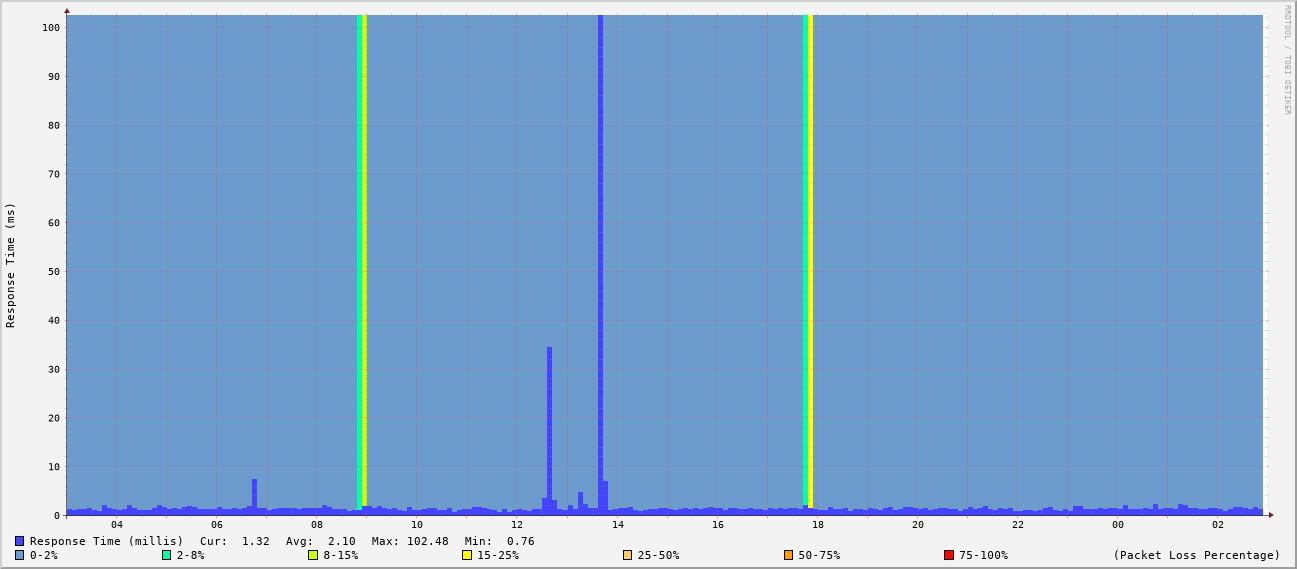 RRDTOOL / TOBI OETIKER
Response Time (ms)
100
90
80
70
60
50
40
30
20
10
0
04 06 08 10 12 14 16 18 20 22 00 02
Response Time (millis) Cur: 1.32 Avg: 2.10 Max: 102.48 Min: 0.76
0-2% 2-8% 8-15% 15-25% 25-50% 50-75% 75-100% (Packet Loss Percentage)